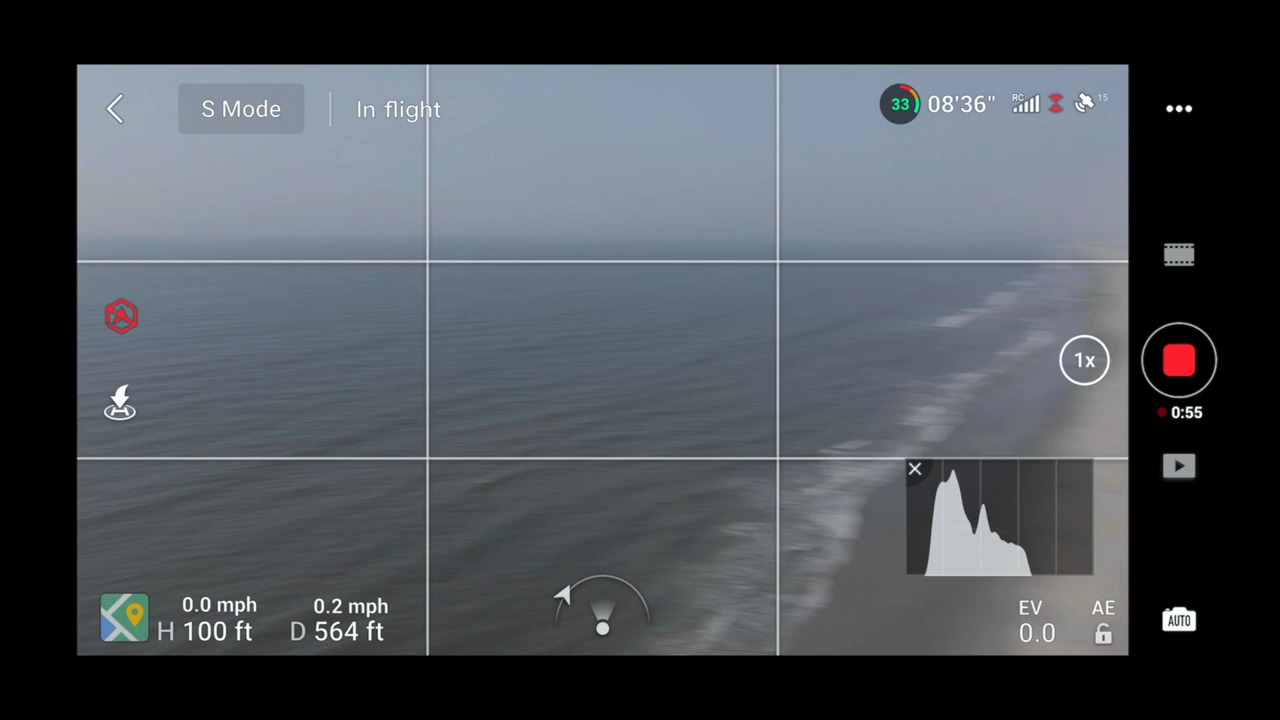 S Mode
In flight
33
08'36"
RC
15
1x
0:55
0.0 mph
0.2 mph
H 100 ft
D 564 ft
EV
AE
0.0
AUTO